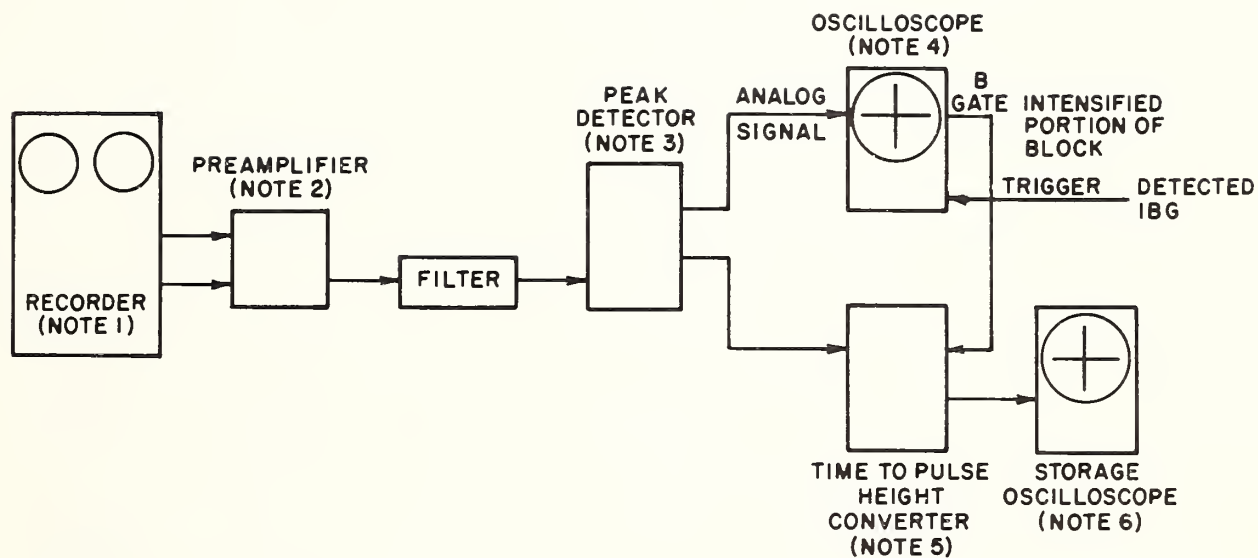 RECORDER
(NOTE 1)
PREAMPLIFIER
(NOTE 2)
FILTER
PEAK
DETECTOR
(NOTE 3)
ANALOG
SIGNAL
OSCILLOSCOPE
(NOTE 4)
B
GATE
INTENSIFIED
PORTION OF
BLOCK
TRIGGER
DETECTED
IBG
TIME TO PULSE
HEIGHT
CONVERTER
(NOTE 5)
STORAGE
OSCILLOSCOPE
(NOTE 6)